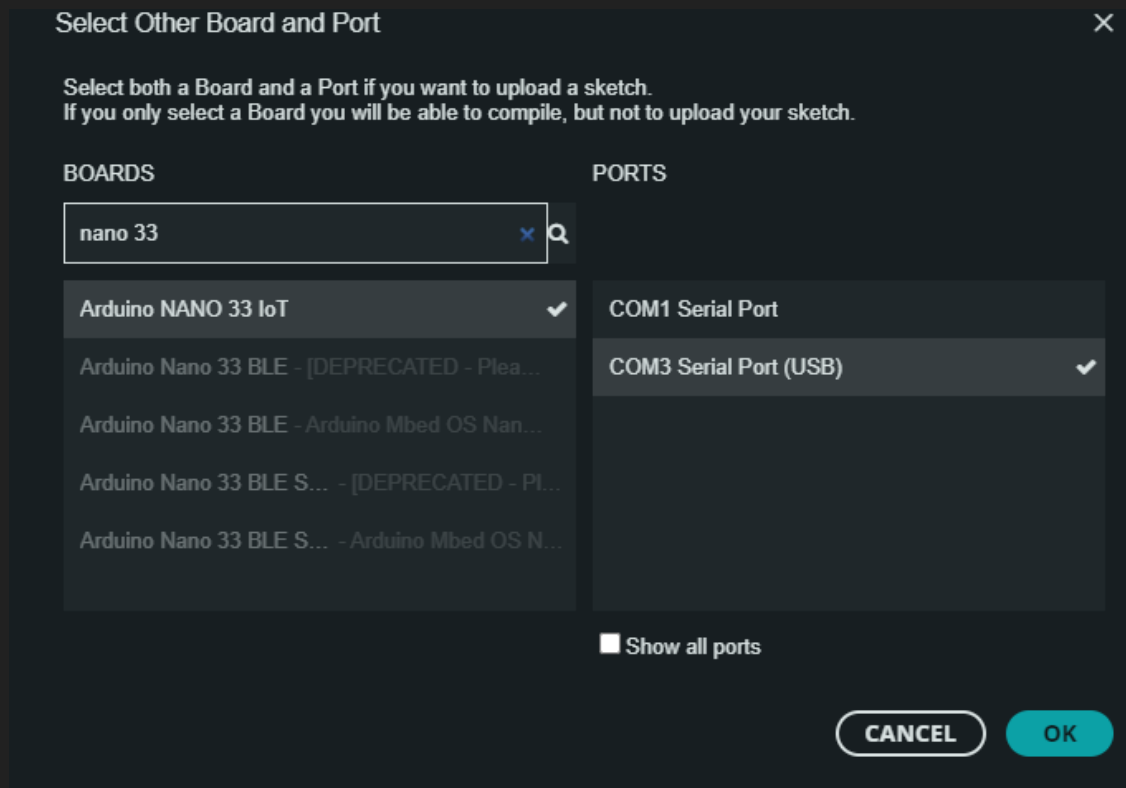 Select Other Board and Port
Select both a Board and a Port if you want to upload a sketch.
If you only select a Board you will be able to compile, but not to upload your sketch.
BOARDS
PORTS
nano 33
Arduino NANO 33 IoT
COM1 Serial Port
Arduino Nano 33 BLE - [DEPRECATED - Plea...
COM3 Serial Port (USB)
Arduino Nano 33 BLE - Arduino Mbed OS Nan...
Arduino Nano 33 BLE S... - [DEPRECATED - Pl...
Arduino Nano 33 BLE S... - Arduino Mbed OS N...
Show all ports
CANCEL
OK